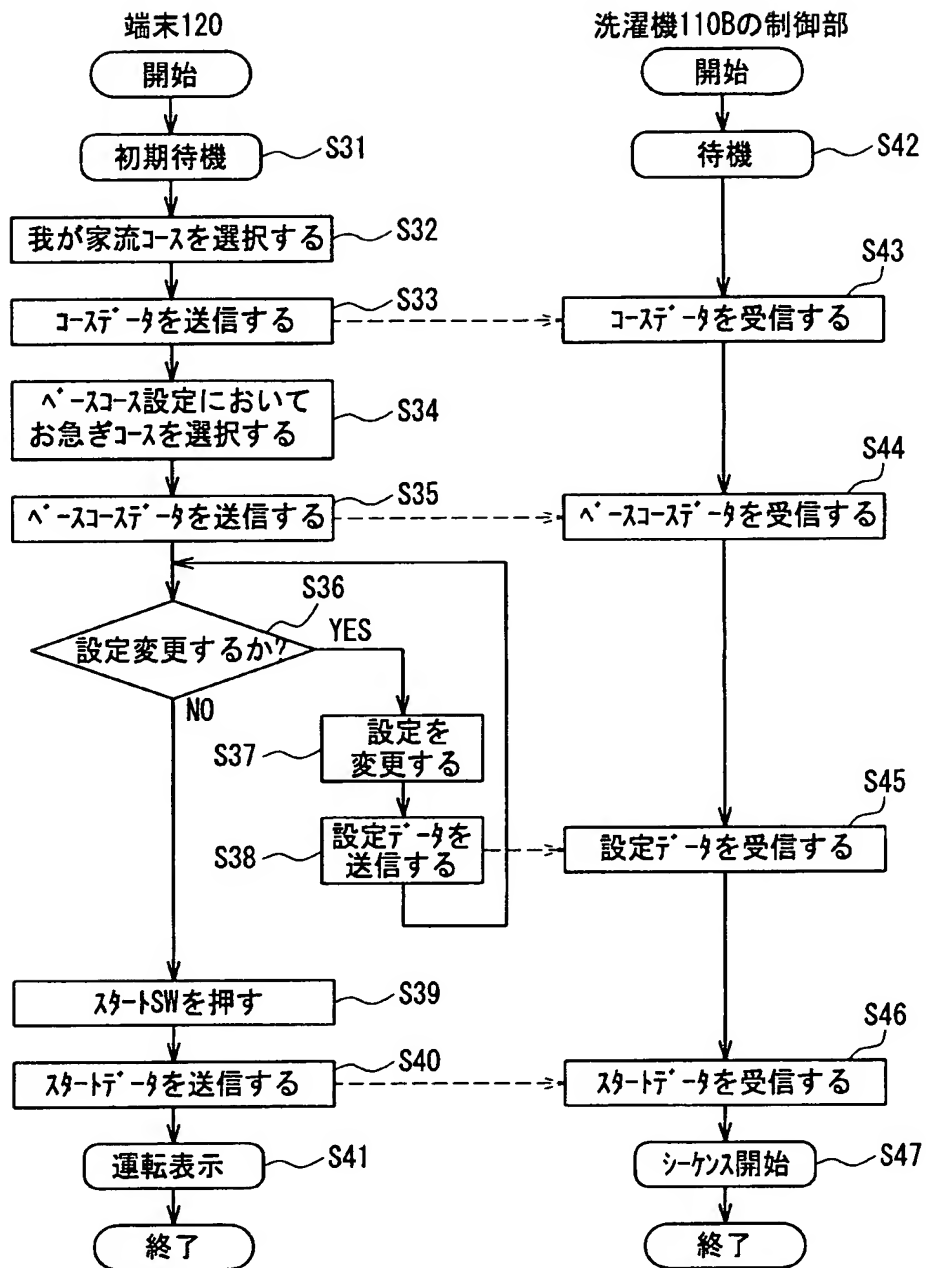 端末120
開始
初期待機
S31
我が家流コースを選択する
S32
コースデータを送信する
S33
ベースコース設定において
お急ぎコースを選択する
S34
ベースコースデータを送信する
S35
設定変更するか?
S36
YES
NO
設定を
変更する
S37
設定データを
送信する
S38
スタートSWを押す
S39
スタートデータを送信する
S40
運転表示
S41
終了
洗濯機110Bの制御部
開始
待機
S42
コースデータを受信する
S43
ベースコースデータを受信する
S44
設定データを受信する
S45
スタートデータを受信する
S46
シーケンス開始
S47
終了